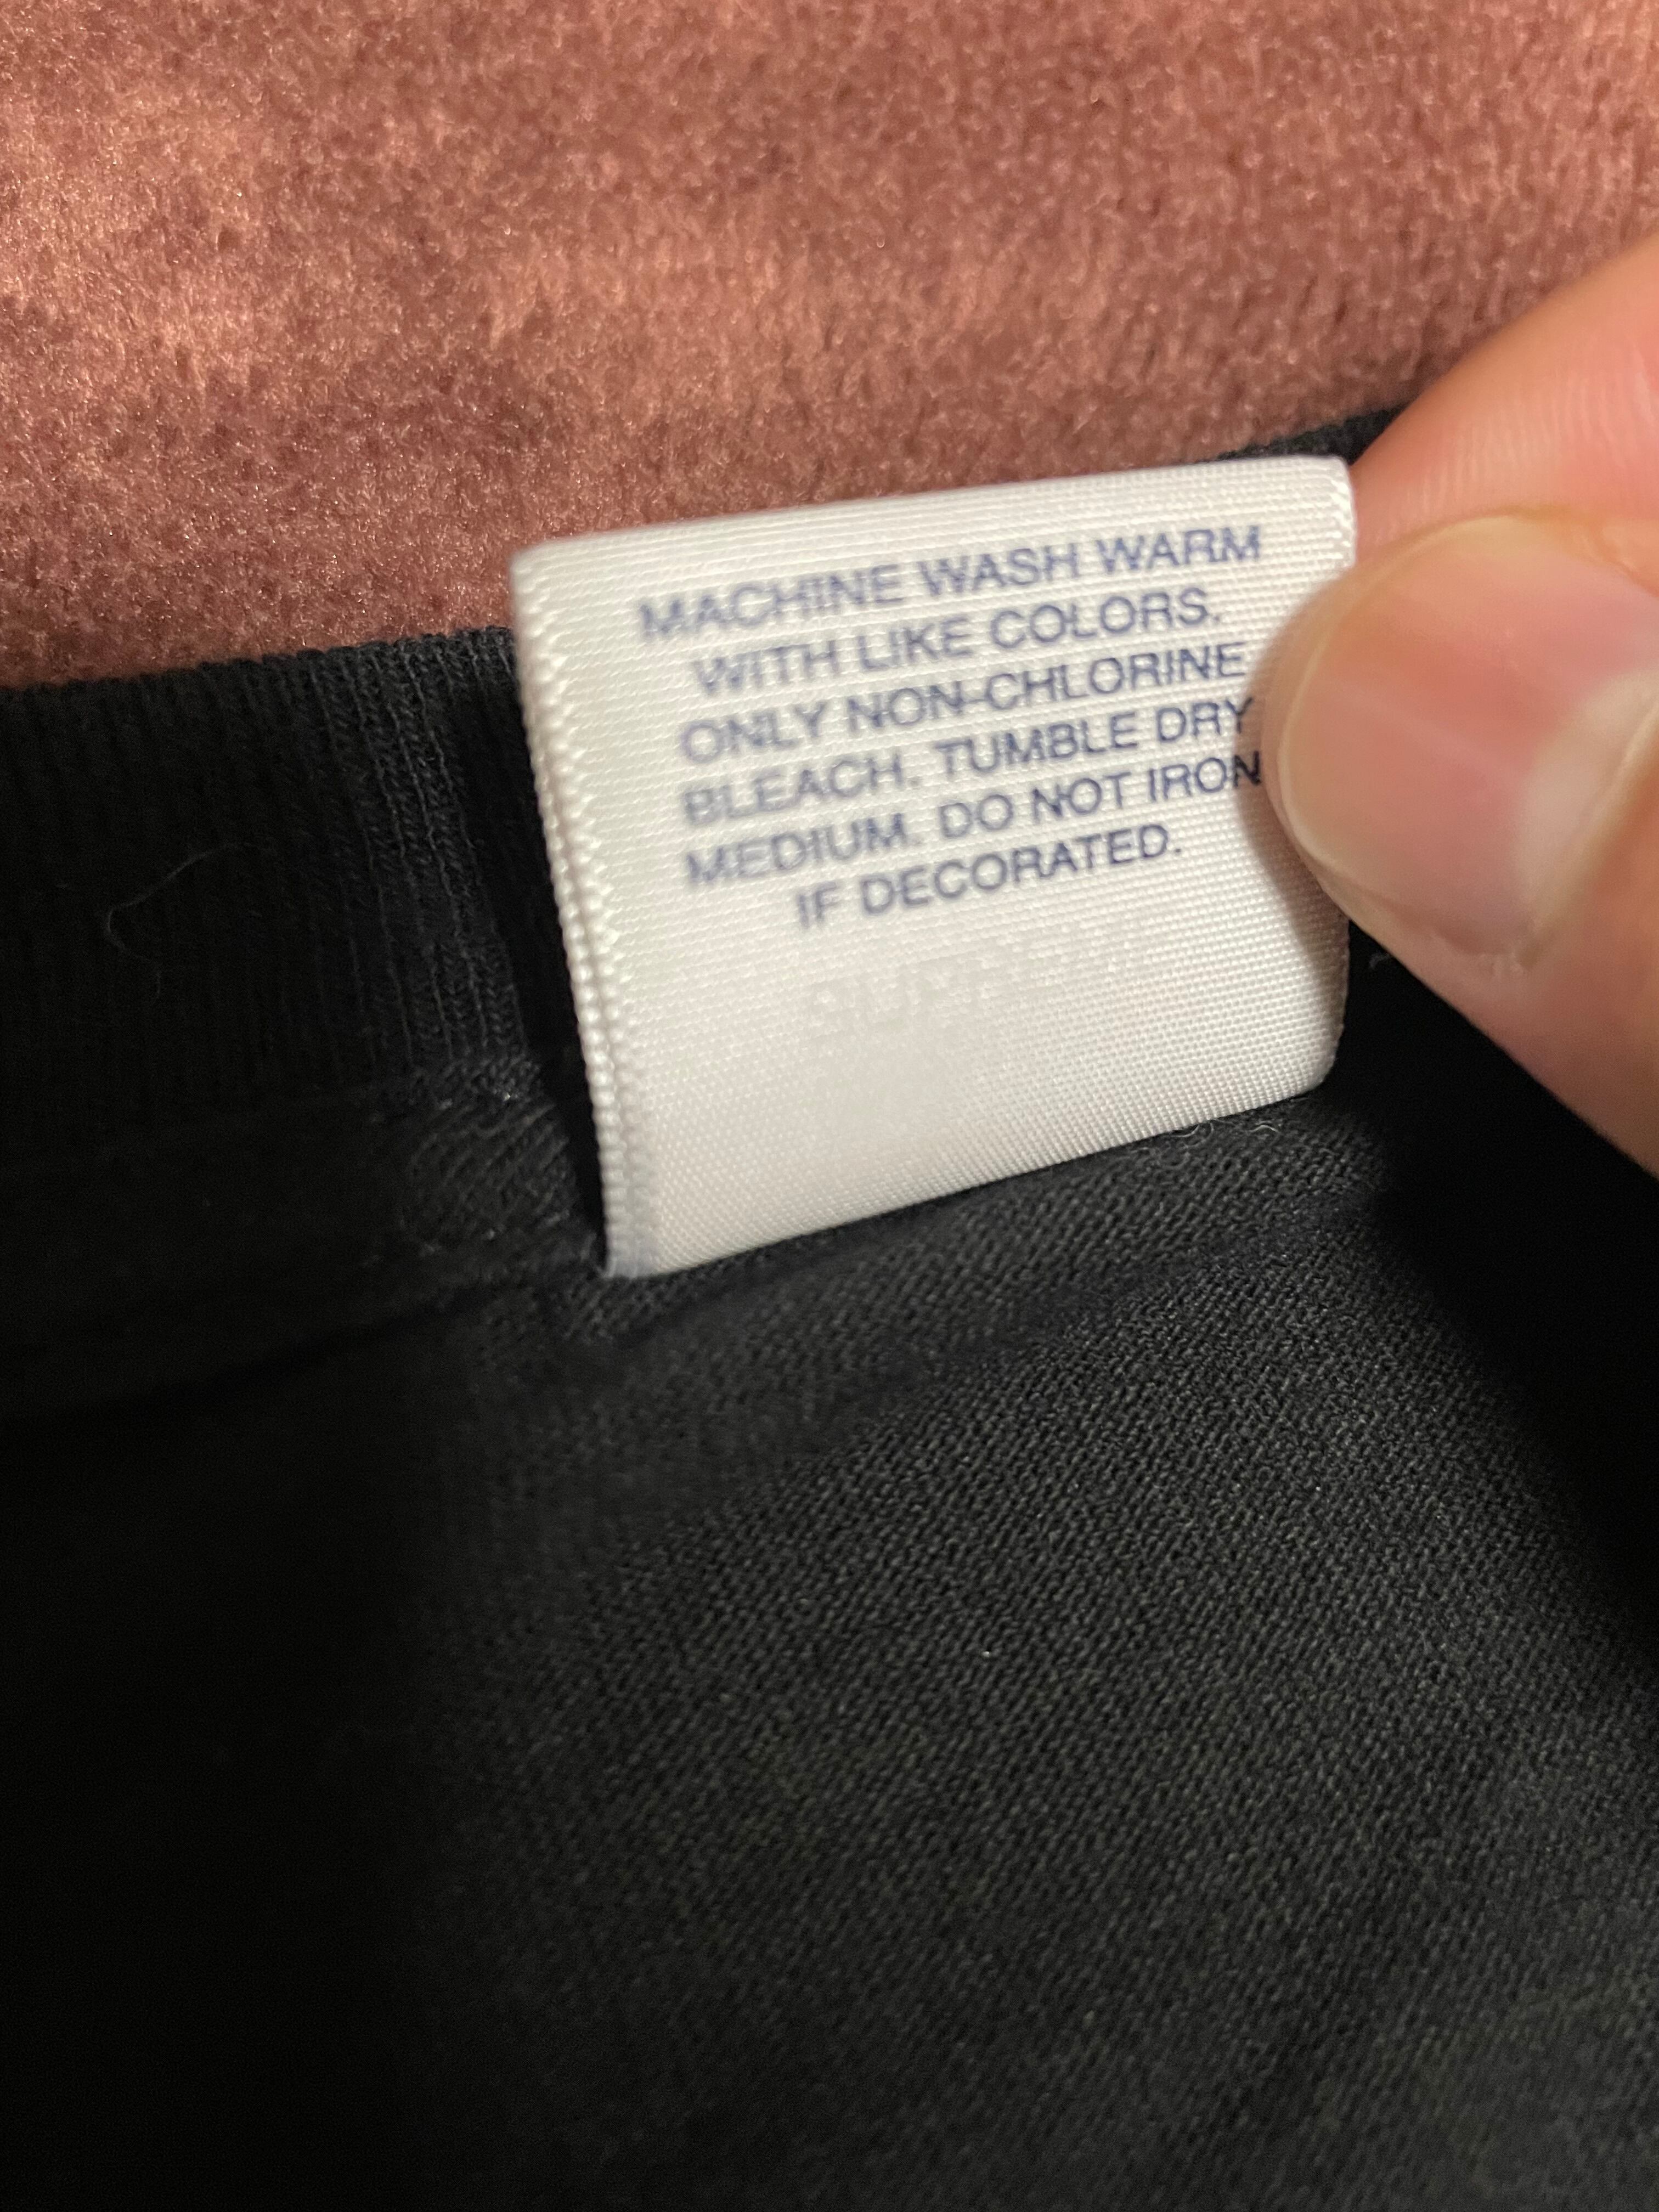 MACHINE WASH WARM
WITH LIKE COLORS.
ONLY NON-CHLORINE
BLEACH. TUMBLE DRY
MEDIUM. DO NOT IRON
IF DECORATED.